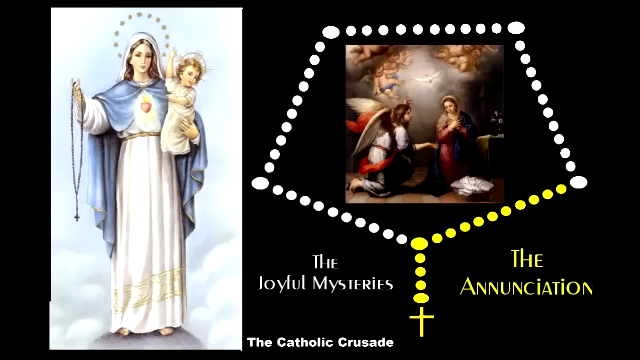 The
Joyful Mysteries
The
Annunciation
The Catholic Crusade